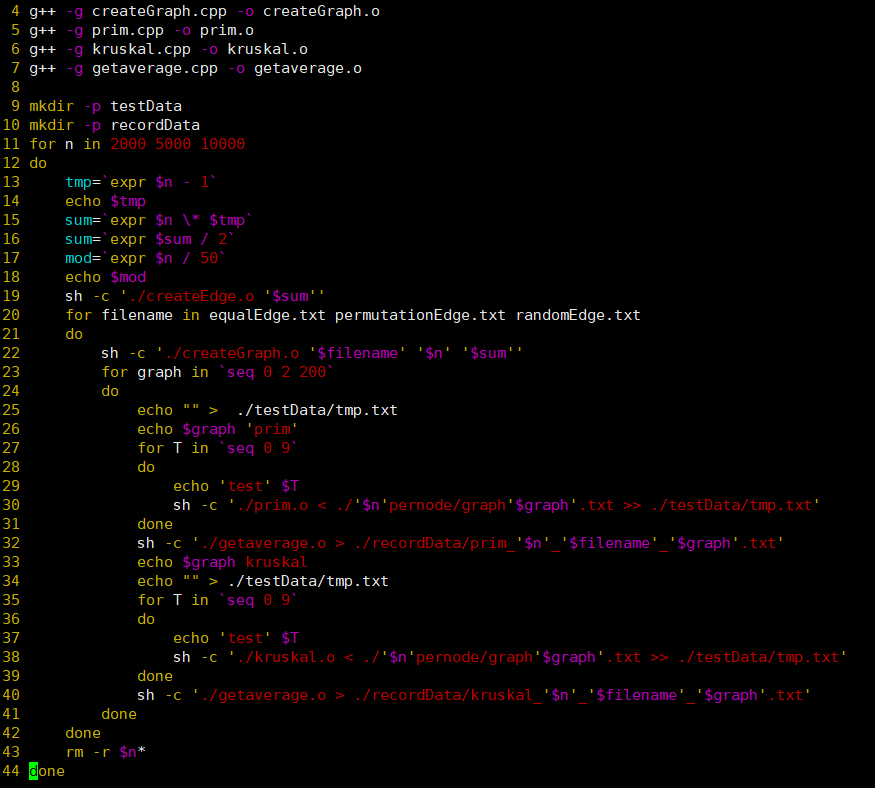 4 g++ -g createGraph.cpp -o createGraph.o
5 g++ -g prim.cpp -o prim.o
6 g++ -g kruskal.cpp -o kruskal.o
7 g++ -g getaverage.cpp -o getaverage.o
8
9 mkdir -p testData
10 mkdir -p recordData
11 for n in 2000 5000 10000
12 do
13     tmp=`expr $n - 1`
14     echo $tmp
15     sum=`expr $n \* $tmp`
16     sum=`expr $sum / 2`
17     mod=`expr $n / 50`
18     echo $mod
19     sh -c './createEdge.o '$sum''
20     for filename in equalEdge.txt permutationEdge.txt randomEdge.txt
21     do
22         sh -c './createGraph.o '$filename' '$n' '$sum''
23         for graph in `seq 0 2 200`
24         do
25             echo "" >  ./testData/tmp.txt
26             echo $graph 'prim'
27             for T in `seq 0 9`
28             do
29                 echo 'test' $T
30                 sh -c './prim.o < ./'$n'pernode/graph'$graph'.txt >> ./testData/tmp.txt'
31             done
32             sh -c './getaverage.o > ./recordData/prim_'$n'_'$filename'_'$graph'.txt'
33             echo $graph kruskal
34             echo "" > ./testData/tmp.txt
35             for T in `seq 0 9`
36             do
37                 echo 'test' $T
38                 sh -c './kruskal.o < ./'$n'pernode/graph'$graph'.txt >> ./testData/tmp.txt'
39             done
40             sh -c './getaverage.o > ./recordData/kruskal_'$n'_'$filename'_'$graph'.txt'
41         done
42     done
43     rm -r $n*
44 done